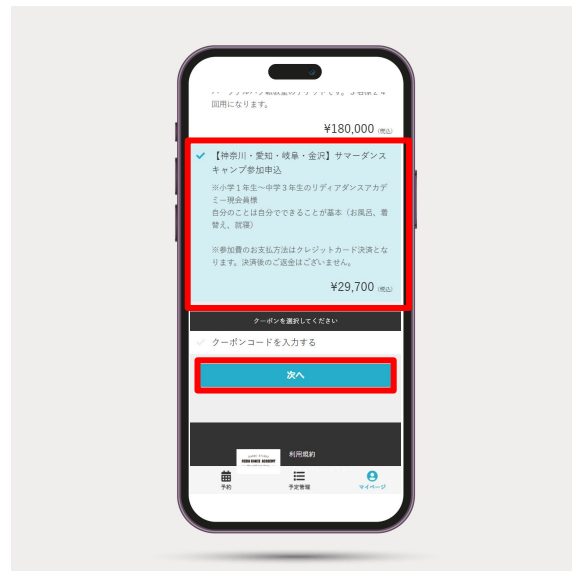 回用になります。
¥180,000 (税込)
【神奈川・愛知・岐阜・金沢】サマーダンス
キャンプ参加申込
※小学１年生～中学３年生のリディアダンスアカデ
ミー現会員様
自分のことは自分でできることが基本（お風呂、着
替え、就寝）
※参加費のお支払方法はクレジットカード決済とな
ります。決済後のご返金はございません。
¥29,700 (税込)
クーポンを選択してください
クーポンコードを入力する
次へ
利用規約
予約
予定管理
マイページ